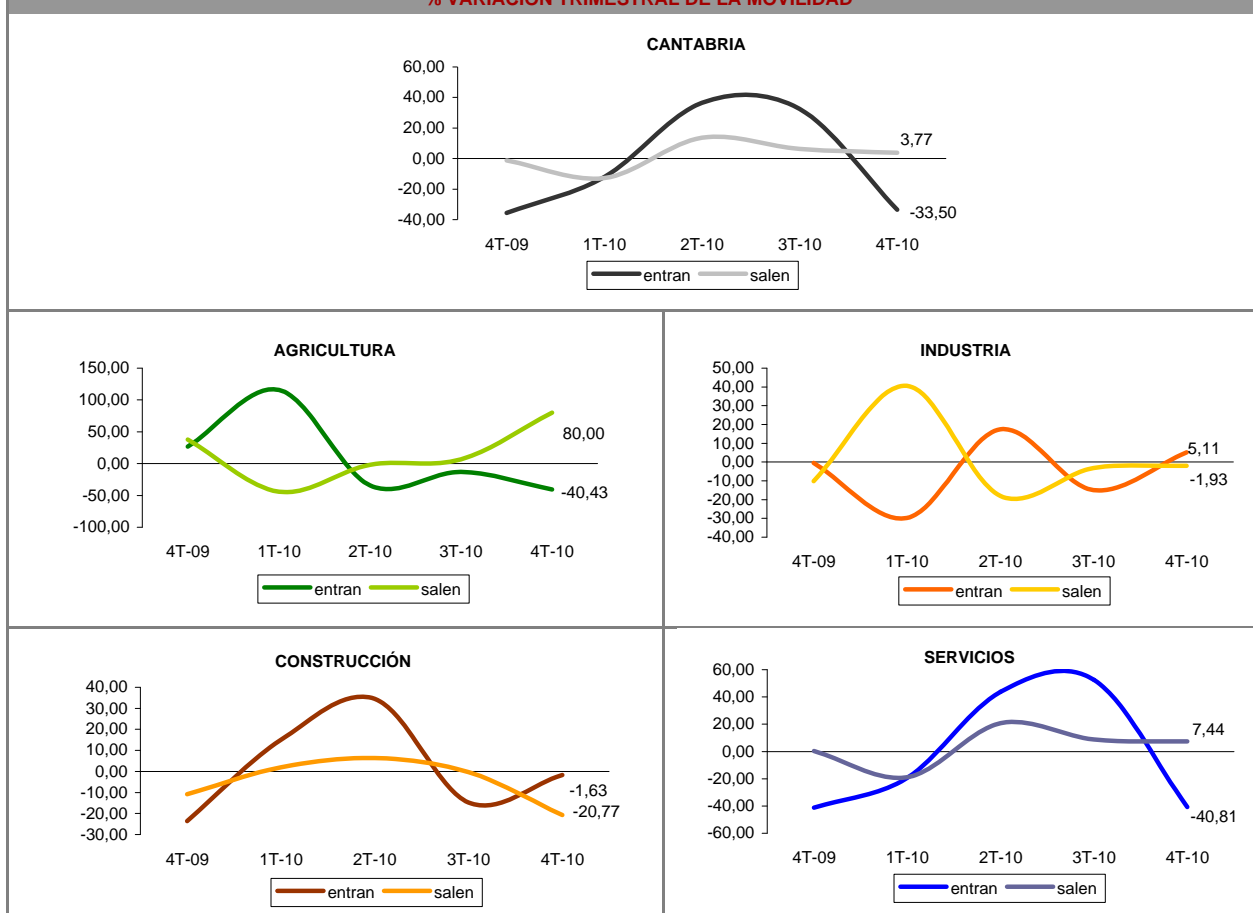 % VARIACIÓN TRIMESTRAL DE LA MOVILIDAD
CANTABRIA
60,00
40,00
20,00
0,00
-20,00
-40,00
3,77
-33,50
4T-09 1T-10 2T-10 3T-10 4T-10
entran salen
AGRICULTURA
150,00
100,00
50,00
0,00
-50,00
-100,00
80,00
-40,43
4T-09 1T-10 2T-10 3T-10 4T-10
entran salen
INDUSTRIA
50,00
40,00
30,00
20,00
10,00
0,00
-10,00
-20,00
-30,00
-40,00
5,11
-1,93
4T-09 1T-10 2T-10 3T-10 4T-10
entran salen
CONSTRUCCIÓN
40,00
30,00
20,00
10,00
0,00
-10,00
-20,00
-30,00
-1,63
-20,77
4T-09 1T-10 2T-10 3T-10 4T-10
entran salen
SERVICIOS
60,00
40,00
20,00
0,00
-20,00
-40,00
-60,00
7,44
-40,81
4T-09 1T-10 2T-10 3T-10 4T-10
entran salen